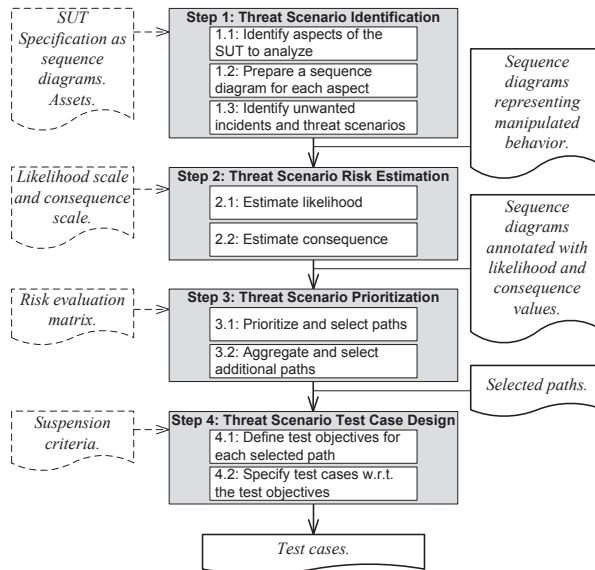 SUT
Specification as
sequence
diagrams.
Assets.
Step 1: Threat Scenario Identification
1.1: Identify aspects of the
SUT to analyze
1.2: Prepare a sequence
diagram for each aspect
1.3: Identify unwanted
incidents and threat scenarios
Sequence
diagrams
representing
manipulated
behavior.
Likelihood scale
and consequence
scale.
Step 2: Threat Scenario Risk Estimation
2.1: Estimate likelihood
2.2: Estimate consequence
Sequence
diagrams
annotated with
likelihood and
consequence
values.
Risk evaluation
matrix.
Step 3: Threat Scenario Prioritization
3.1: Prioritize and select paths
3.2: Aggregate and select
additional paths
Selected paths.
Suspension
criteria.
Step 4: Threat Scenario Test Case Design
4.1: Define test objectives for
each selected path
4.2: Specify test cases w.r.t.
the test objectives
Test cases.